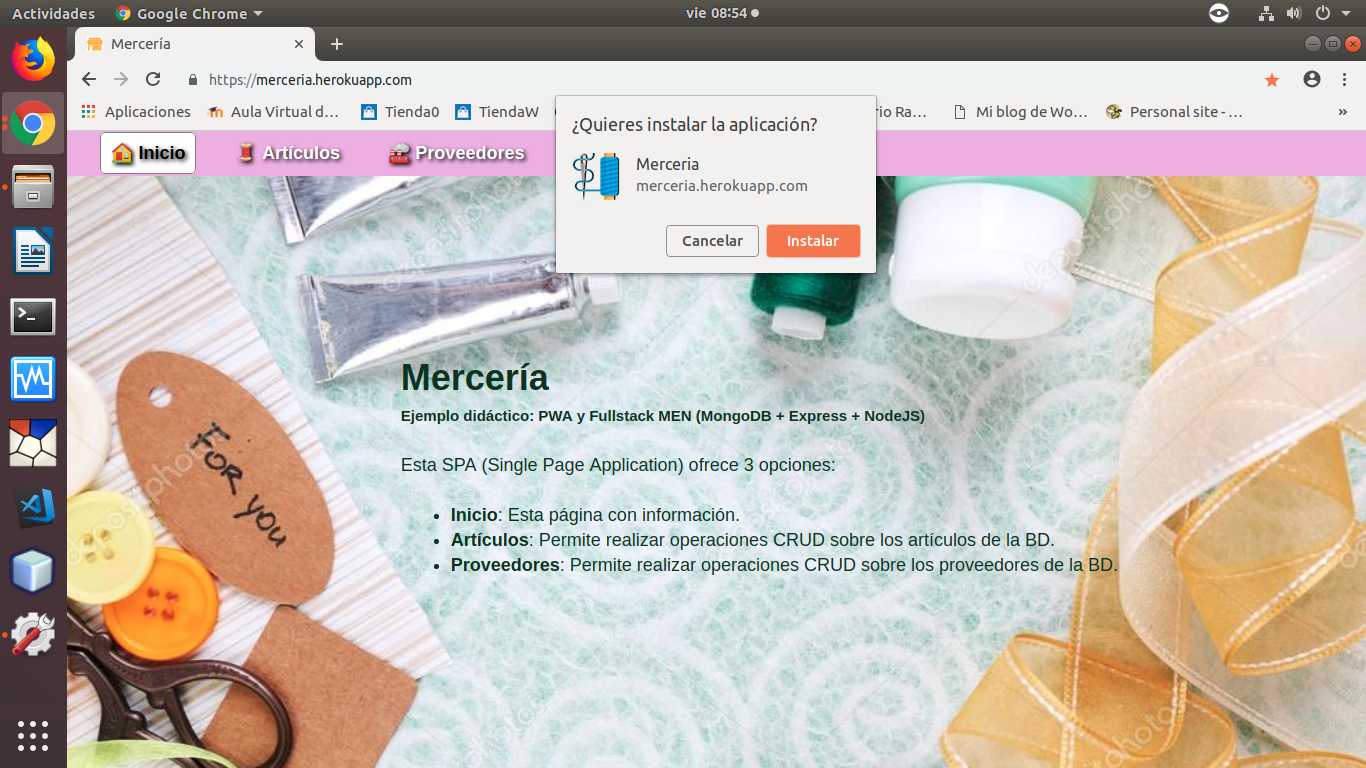 Actividades
Google Chrome
vie 08:54
Mercería
https://merceria.herokuapp.com
Aplicaciones
Aula Virtual d…
Tienda0
TiendaW
rio Ra…
Mi blog de Wo…
Personal site - …
»
Inicio
Artículos
Proveedores
¿Quieres instalar la aplicación?
Merceria
merceria.herokuapp.com
Cancelar
Instalar
FOR YOU
Mercería
Ejemplo didáctico: PWA y Fullstack MEN (MongoDB + Express + NodeJS)
Esta SPA (Single Page Application) ofrece 3 opciones:
• Inicio: Esta página con información.
• Artículos: Permite realizar operaciones CRUD sobre los artículos de la BD.
• Proveedores: Permite realizar operaciones CRUD sobre los proveedores de la BD.
depositphotos